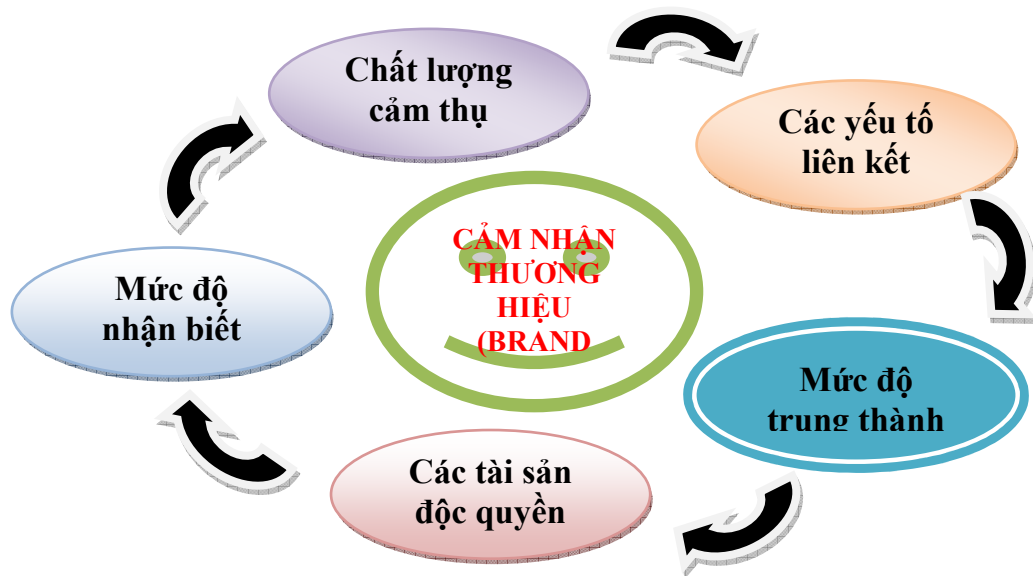 Chất lượng
cảm thụ
Các yếu tố
liên kết
CẢM NHẬN
THƯƠNG
HIỆU
(BRAND
Mức độ
nhận biết
Mức độ
trung thành
Các tài sản
độc quyền